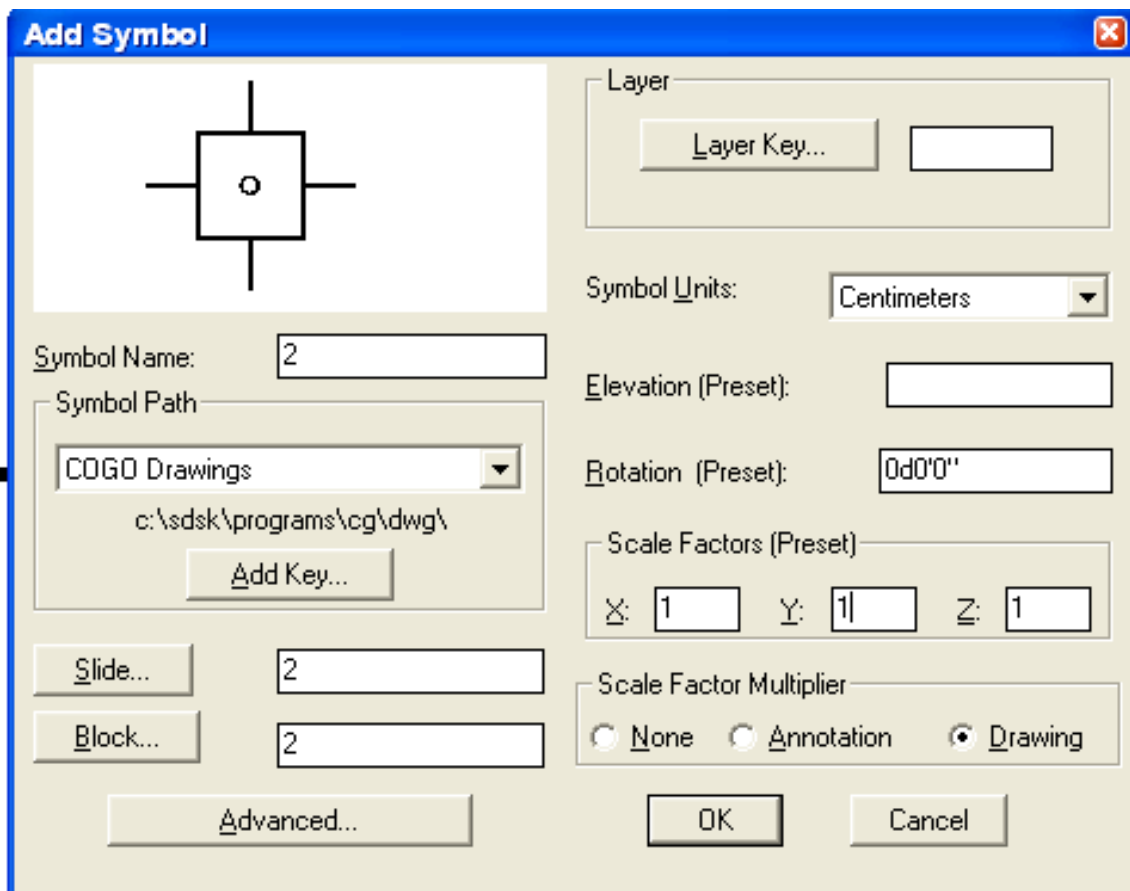 Add Symbol
Layer
Layer Key...
Symbol Units:
Centimeters
Symbol Name:
2
Elevation (Preset):
Symbol Path
COGO Drawings
c:\sdsk\programs\cg\dwg\
Add Key...
Rotation (Preset):
0d0'0"
Scale Factors (Preset)
X: 1 Y: 1 Z: 1
Slide...
2
Block...
2
Scale Factor Multiplier
None Annotation Drawing
Advanced...
OK
Cancel